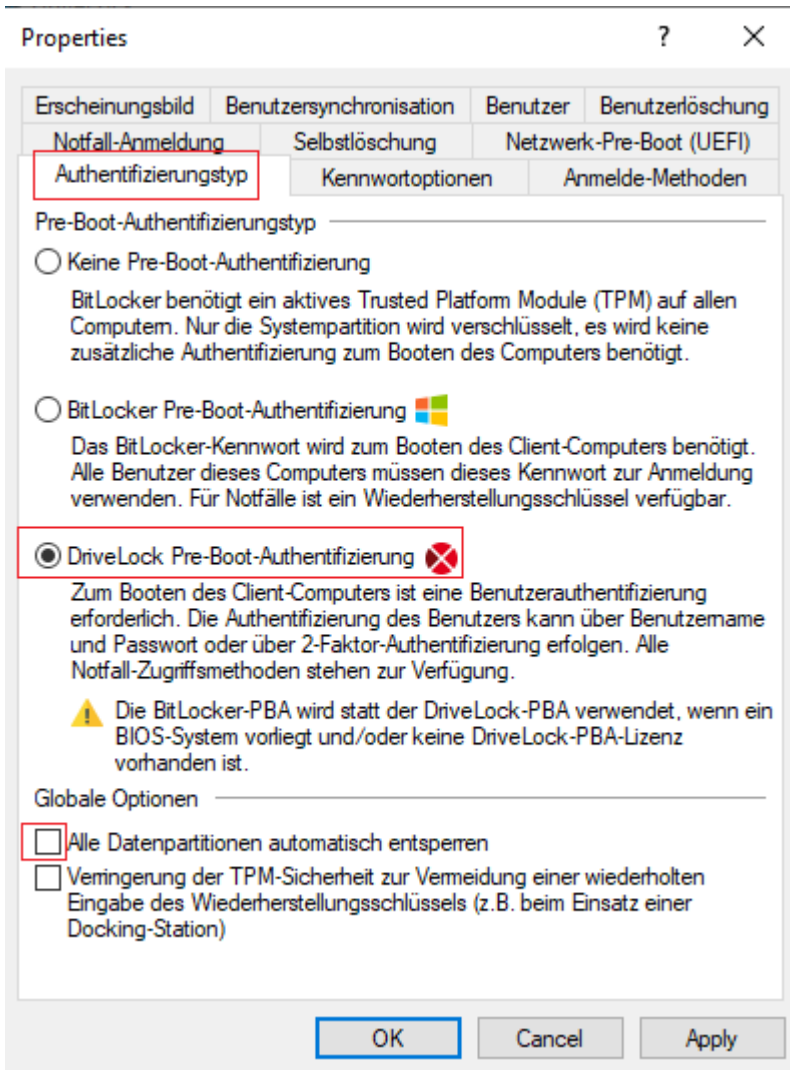 Properties
?
Erscheinungsbild Benutzersynchronisation Benutzer Benutzerlöschung
Notfall-Anmeldung Selbstlöschung Netzwerk-Pre-Boot (UEFI)
Authentifizierungstyp Kennwortoptionen Anmelde-Methoden
Pre-Boot-Authentifizierungstyp
Keine Pre-Boot-Authentifizierung
BitLocker benötigt ein aktives Trusted Platform Module (TPM) auf allen
Computern. Nur die Systempartition wird verschlüsselt, es wird keine
zusätzliche Authentifizierung zum Booten des Computers benötigt.
BitLocker Pre-Boot-Authentifizierung
Das BitLocker-Kennwort wird zum Booten des Client-Computers benötigt.
Alle Benutzer dieses Computers müssen dieses Kennwort zur Anmeldung
verwenden. Für Notfälle ist ein Wiederherstellungsschlüssel verfügbar.
DriveLock Pre-Boot-Authentifizierung
Zum Booten des Client-Computers ist eine Benutzerauthentifizierung
erforderlich. Die Authentifizierung des Benutzers kann über Benutzername
und Passwort oder über 2-Faktor-Authentifizierung erfolgen. Alle
Notfall-Zugriffsmethoden stehen zur Verfügung.
Die BitLocker-PBA wird statt der DriveLock-PBA verwendet, wenn ein
BIOS-System vorliegt und/oder keine DriveLock-PBA-Lizenz
vorhanden ist.
Globale Optionen
Alle Datenpartitionen automatisch entsperren
Verringerung der TPM-Sicherheit zur Vermeidung einer wiederholten
Eingabe des Wiederherstellungsschlüssels (z.B. beim Einsatz einer
Docking-Station)
OK Cancel Apply